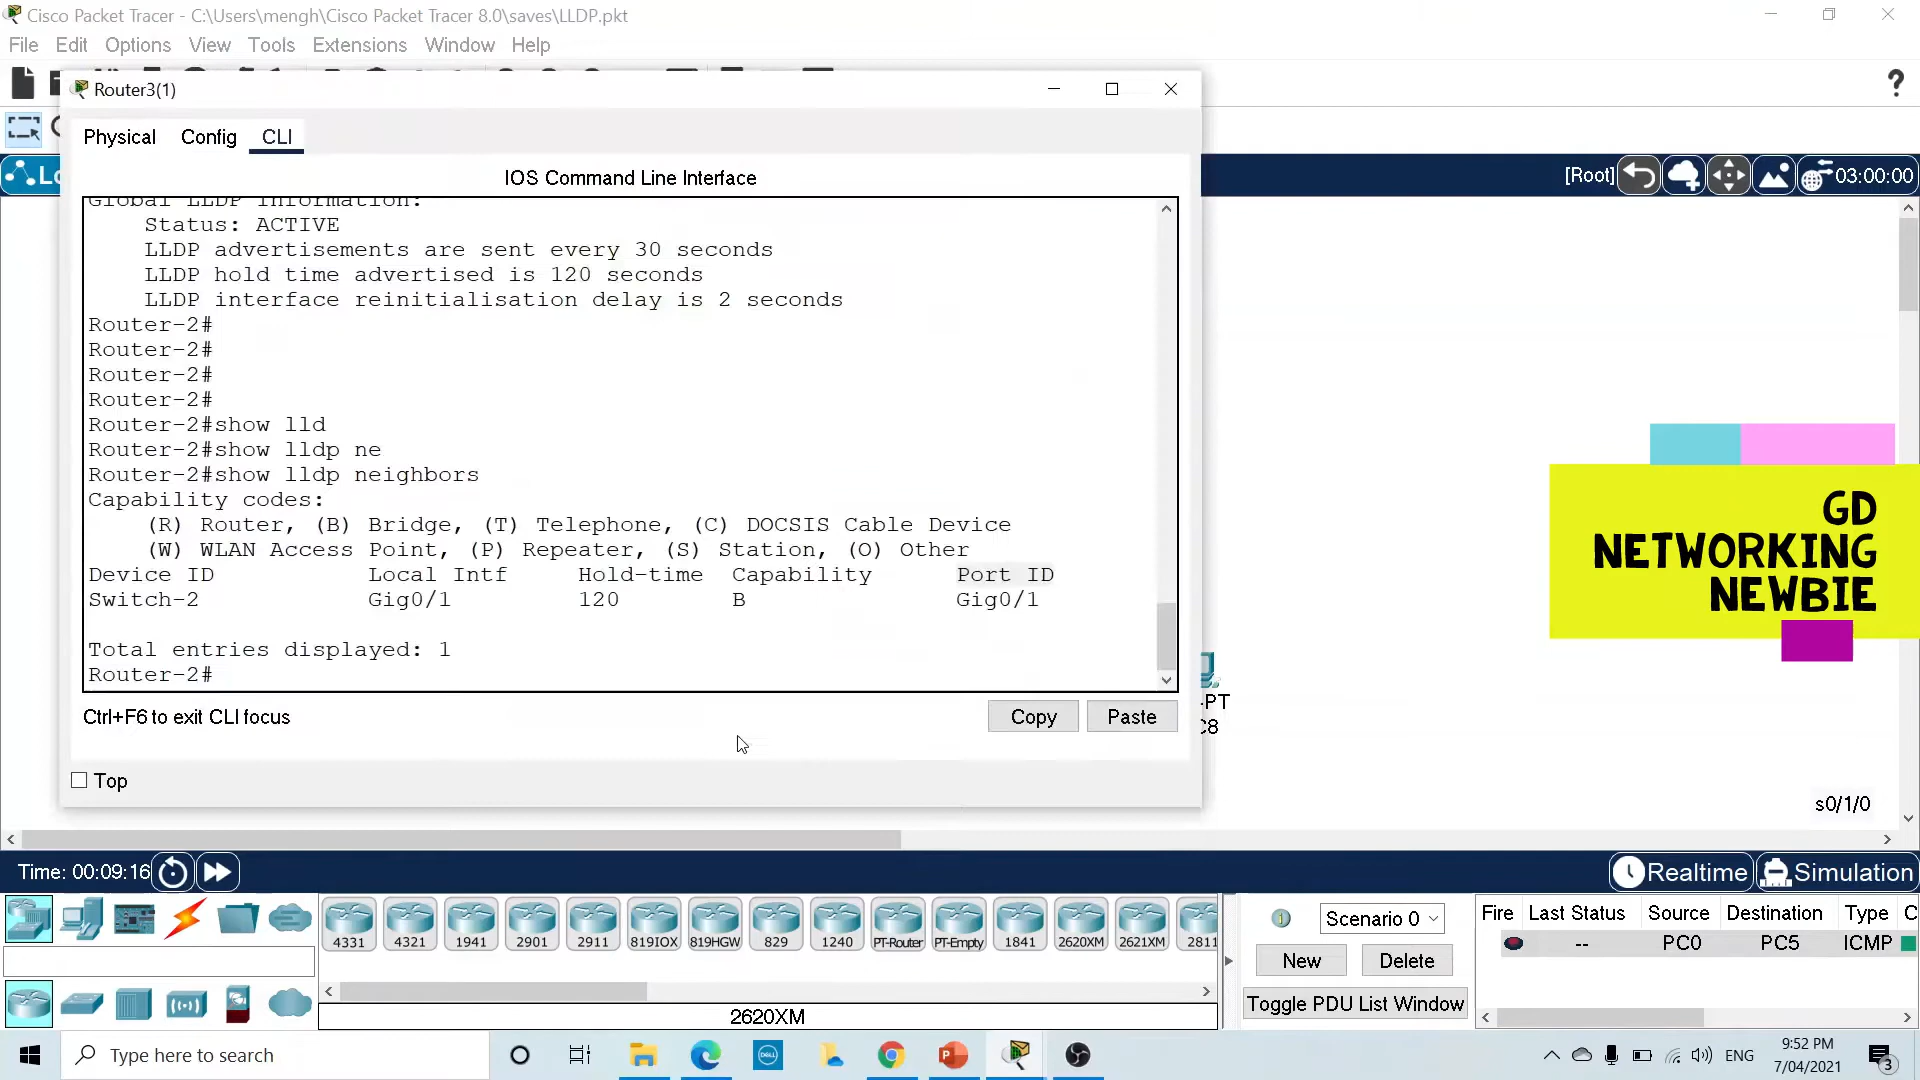 Cisco Packet Tracer - C:\Users\mengh\Cisco Packet Tracer 8.0\saves\LLDP.pkt
File Edit Options View Tools Extensions Window Help
Router3(1)
Physical Config CLI
IOS Command Line Interface
[Root] 03:00:00
Global LLDP Information:
Status: ACTIVE
LLDP advertisements are sent every 30 seconds
LLDP hold time advertised is 120 seconds
LLDP interface reinitialisation delay is 2 seconds
Router-2#
Router-2#
Router-2#
Router-2#
Router-2#show lld
Router-2#show lldp ne
Router-2#show lldp neighbors
Capability codes:
(R) Router, (B) Bridge, (T) Telephone, (C) DOCSIS Cable Device
(W) WLAN Access Point, (P) Repeater, (S) Station, (O) Other
Device ID Local Intf Hold-time Capability Port ID
Switch-2 Gig0/1 120 B Gig0/1
Total entries displayed: 1
Router-2#
Ctrl+F6 to exit CLI focus
Copy Paste
Top
GD
NETWORKING
NEWBIE
-PT
C8
s0/1/0
Time: 00:09:16
Realtime Simulation
4331 4321 1941 2901 2911 819IOX 819HGW 829 1240 PT-Router PT-Empty 1841 2620XM 2621XM 2811
2620XM
Scenario 0
New Delete
Toggle PDU List Window
Fire Last Status Source Destination Type C
-- PC0 PC5 ICMP
Type here to search
DELL
ENG
9:52 PM
7/04/2021
3